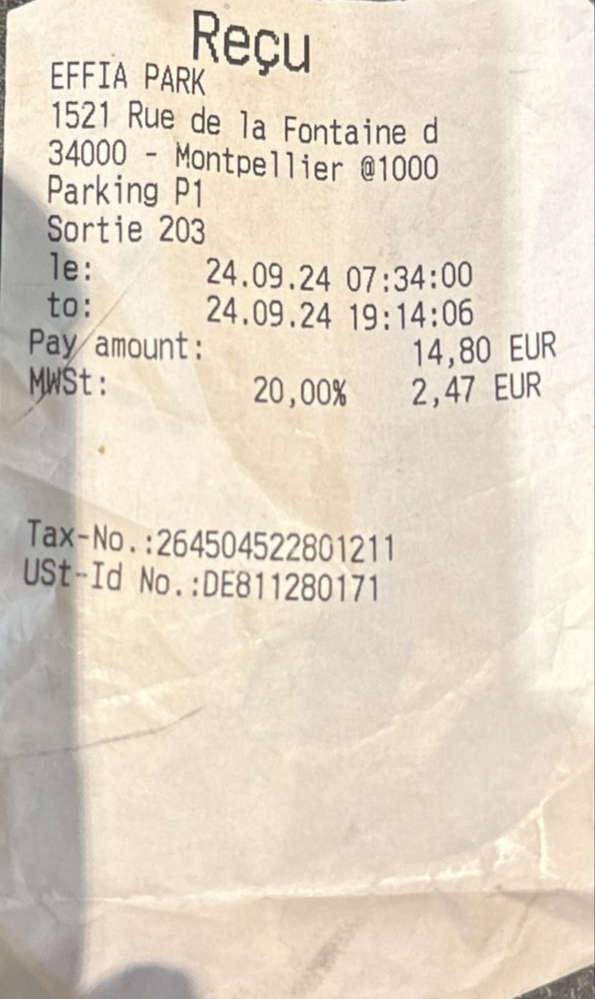 Reçu
EFFIA PARK
1521 Rue de la Fontaine d
34000 - Montpellier @1000
Parking P1
Sortie 203
le: 24.09.24 07:34:00
to: 24.09.24 19:14:06
Pay amount: 14,80 EUR
MWSt: 20,00% 2,47 EUR
Tax-No.:264504522801211
USt-Id No.:DE811280171